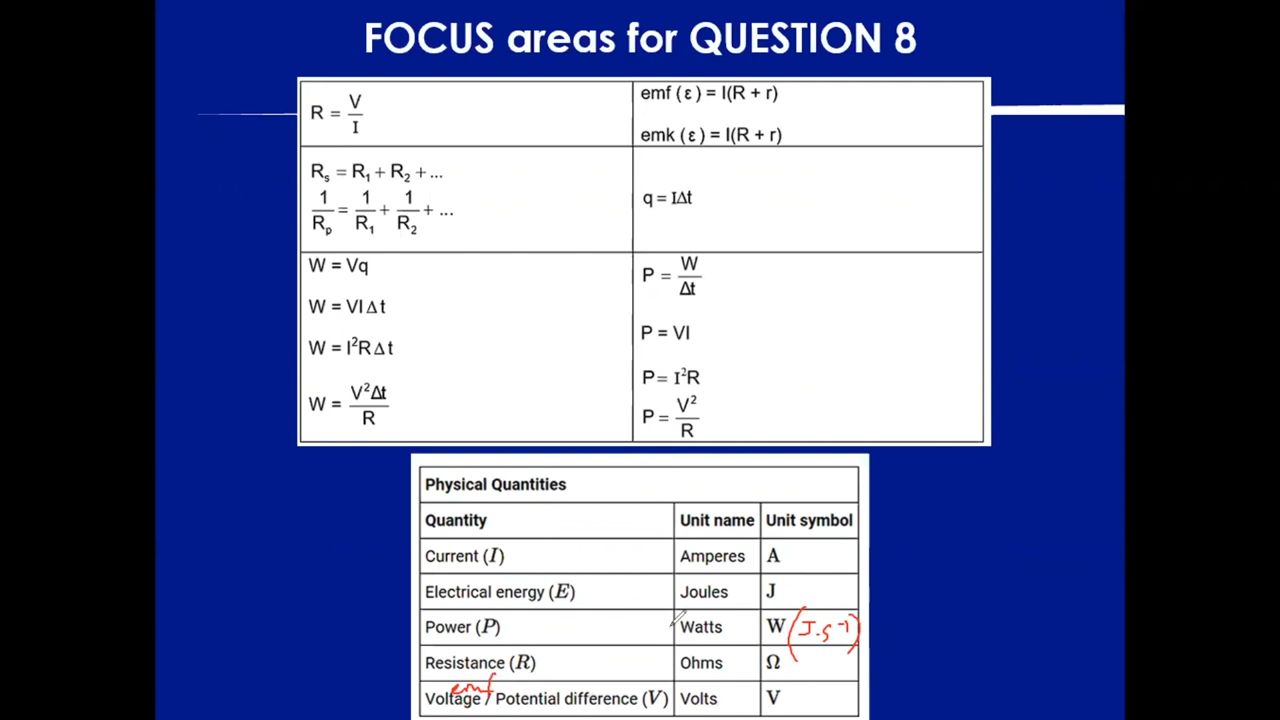 FOCUS areas for QUESTION 8
R = V/I
emf (ε) = I(R + r)
emk (ε) = I(R + r)
Rs = R1 + R2 + ...
1/Rp = 1/R1 + 1/R2 + ...
q = IΔt
W = Vq
W = VI Δ t
W = I²R Δ t
W = V²Δt/R
P = W/Δt
P = VI
P = I²R
P = V²/R
Physical Quantities
Quantity Unit name Unit symbol
Current (I) Amperes A
Electrical energy (E) Joules J
Power (P) Watts W (J.s⁻¹)
Resistance (R) Ohms Ω
emf
Voltage / Potential difference (V) Volts V